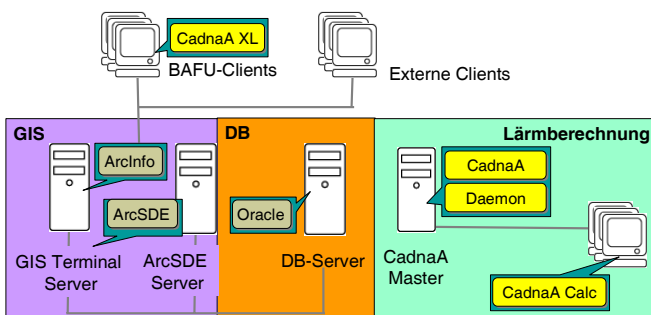 CadnaA XL
BAFU-Clients
Externe Clients
GIS
DB
Lärmberechnung
ArcInfo
CadnaA
Daemon
ArcSDE
Oracle
GIS Terminal
Server
ArcSDE
Server
DB-Server
CadnaA
Master
CadnaA Calc